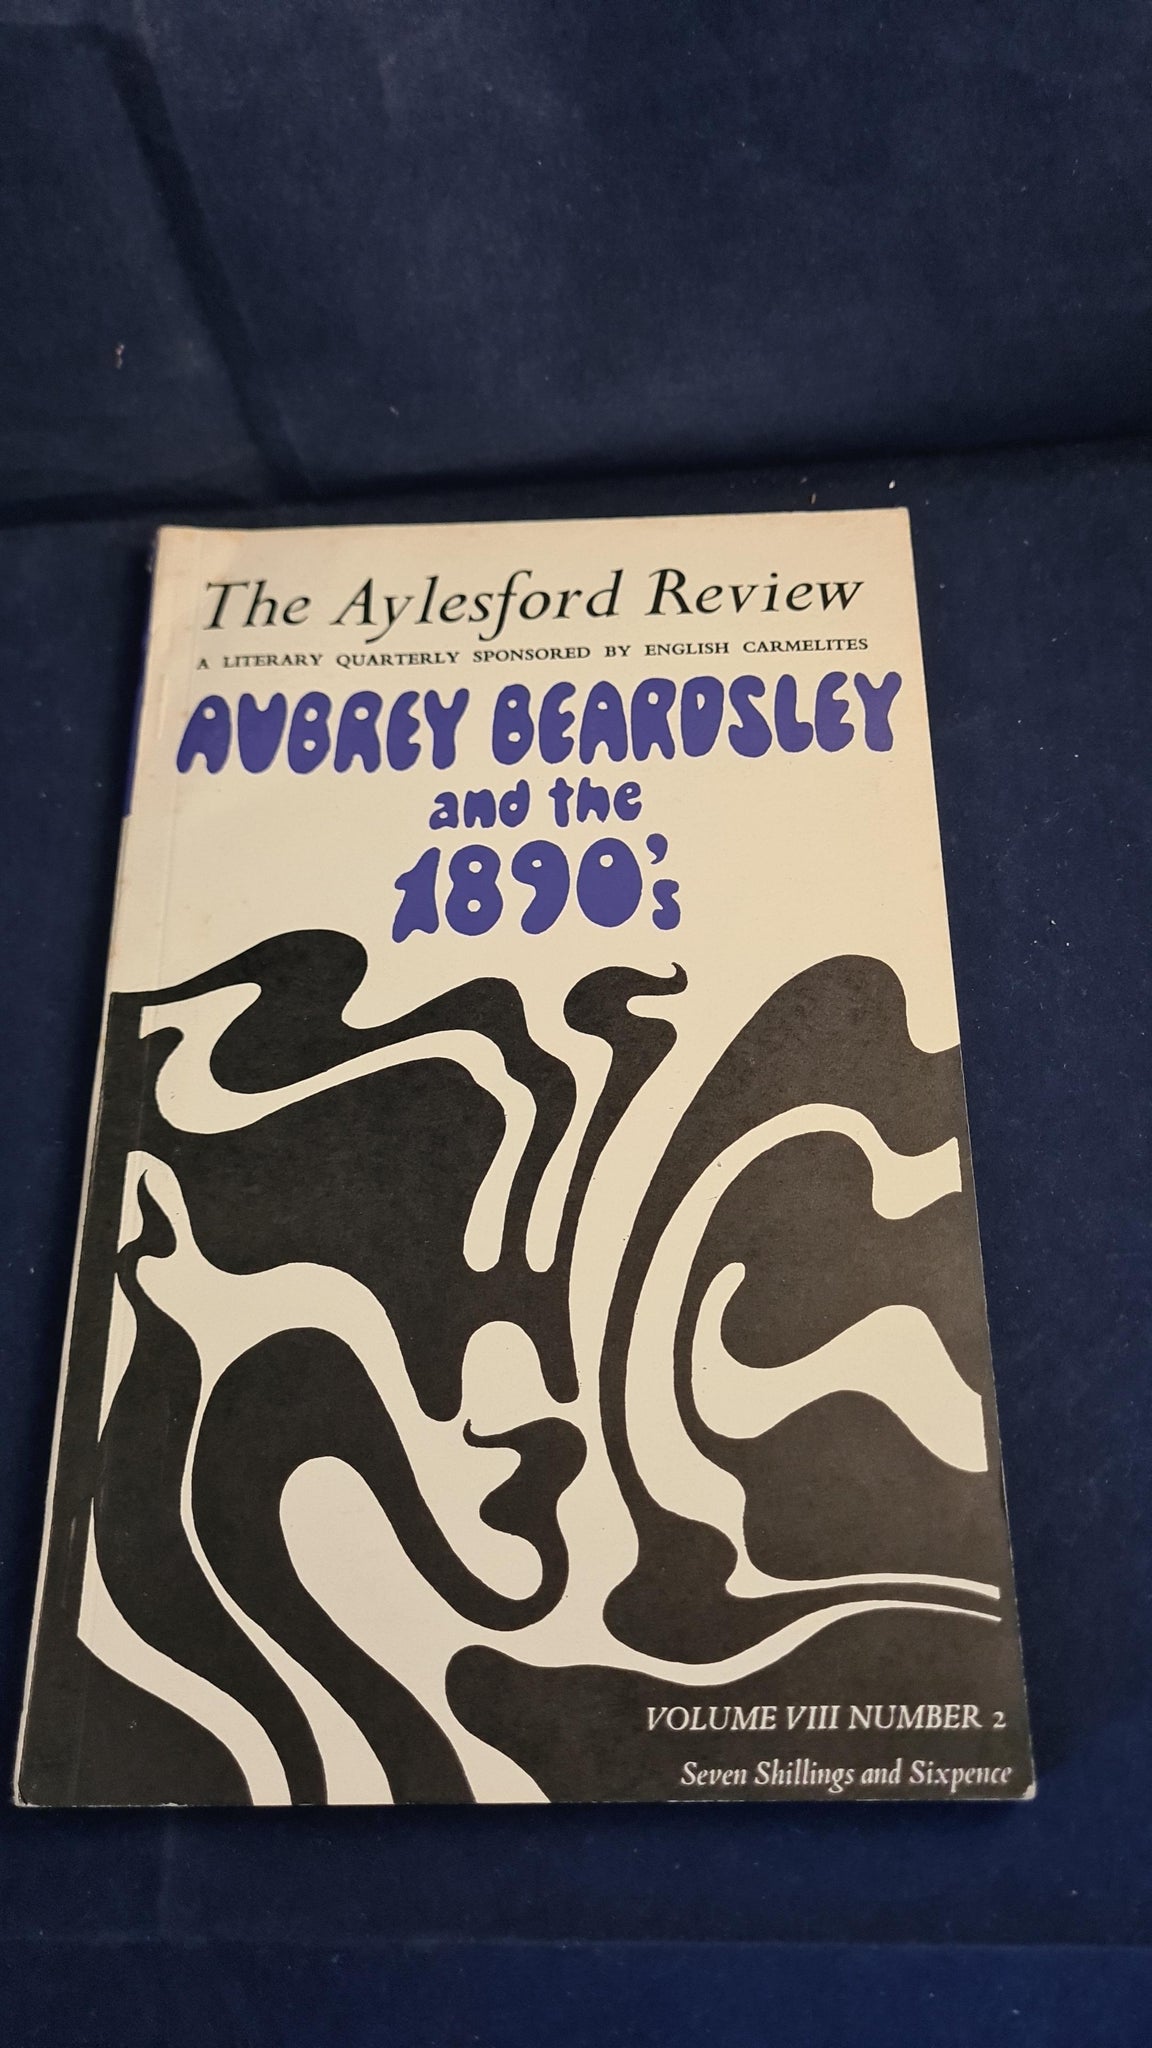 The Aylesford Review
A LITERARY QUARTERLY SPONSORED BY ENGLISH CARMELITES
AUBREY BEARDSLEY
and the
1890's
VOLUME VIII NUMBER 2
Seven Shillings and Sixpence